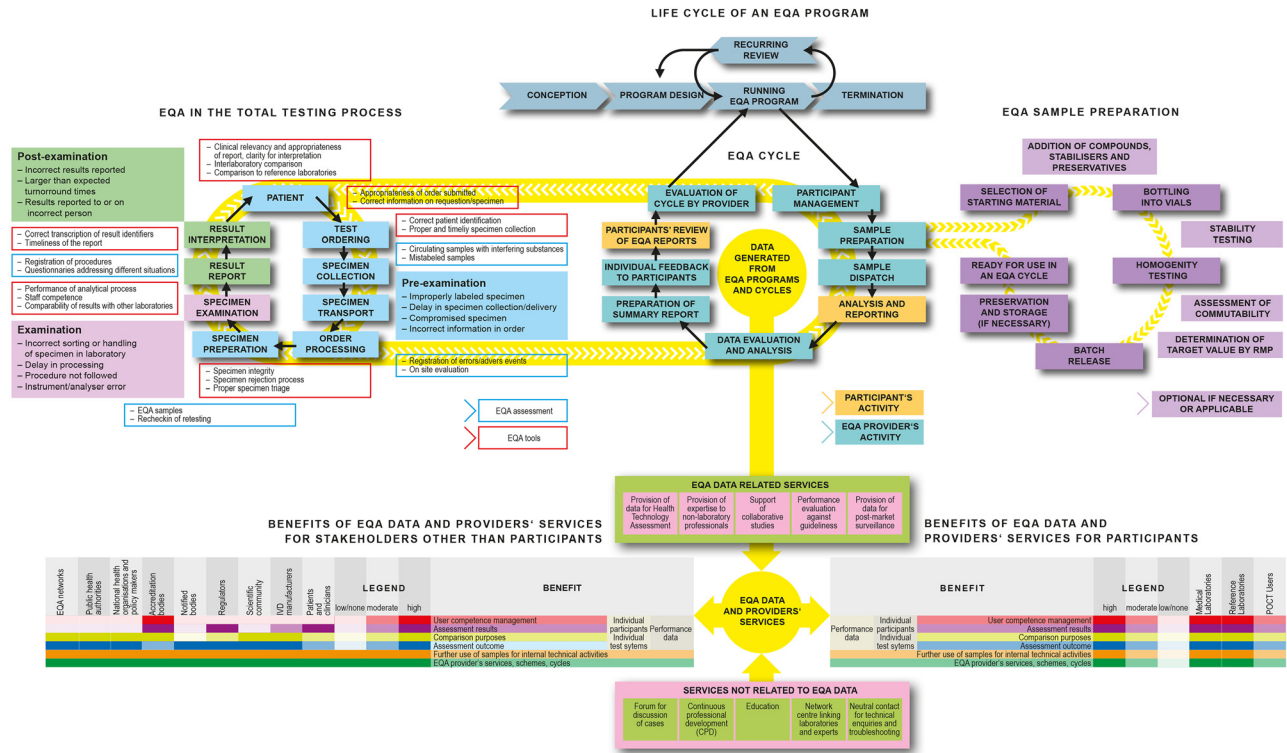 LIFE CYCLE OF AN EQA PROGRAM
RECURRING
REVIEW
CONCEPTION
PROGRAM DESIGN
RUNNING
EQA PROGRAM
TERMINATION
EQA IN THE TOTAL TESTING PROCESS
Post-examination
– Incorrect results reported
– Larger than expected
turnorround times
– Results reported to or on
incorrect person
– Clinical relevancy and appropriateness
of report, clarity for interpretation
– Interlaboratory comparison
– Comparison to reference laboratories
– Appropriateness of order submitted
– Correct information on requestion/specimen
– Correct patient identification
– Proper and timeliy specimen collection
– Circulating samples with interfering substances
– Mistabeled samples
Pre-examination
– Improperly labeled specimen
– Delay in specimen collection/delivery
– Compromised specimen
– Incorrect information in order
– Registration of errors/advers events
– On site evaluation
– Correct transcription of result identifiers
– Timeliness of the report
– Registration of procedures
– Questionnaries addressing different situations
– Performance of analytical process
– Staff competence
– Comparability of results with other laboratories
Examination
– Incorrect sorting or handling
of specimen in laboratory
– Delay in processing
– Procedure not followed
– Instrument/analyser error
– Specimen integrity
– Specimen rejection process
– Proper specimen triage
– EQA samples
– Recheckin of retesting
PATIENT
TEST
ORDERING
SPECIMEN
COLLECTION
SPECIMEN
TRANSPORT
ORDER
PROCESSING
SPECIMEN
PREPERATION
SPECIMEN
EXAMINATION
RESULT
REPORT
RESULT
INTERPRETATION
EQA assessment
EQA tools
EQA CYCLE
EVALUATION OF
CYCLE BY PROVIDER
PARTICIPANT
MANAGEMENT
PARTICIPANTS' REVIEW
OF EQA REPORTS
SAMPLE
PREPARATION
INDIVIDUAL FEEDBACK
TO PARTICIPANTS
SAMPLE
DISPATCH
PREPARATION OF
SUMMARY REPORT
ANALYSIS AND
REPORTING
DATA EVALUATION
AND ANALYSIS
DATA
GENERATED
FROM
EQA PROGRAMS
AND CYCLES
PARTICIPANT'S
ACTIVITY
EQA PROVIDER'S
ACTIVITY
EQA SAMPLE PREPARATION
ADDITION OF COMPOUNDS,
STABILISERS AND
PRESERVATIVES
SELECTION OF
STARTING MATERIAL
BOTTLING
INTO VIALS
STABILITY
TESTING
READY FOR USE IN
AN EQA CYCLE
HOMOGENITY
TESTING
PRESERVATION
AND STORAGE
(IF NECESSARY)
ASSESSMENT OF
COMMUTABILITY
DETERMINATION OF
TARGET VALUE BY RMP
BATCH
RELEASE
OPTIONAL IF NECESSARY
OR APPLICABLE
EQA DATA RELATED SERVICES
Provision of
data for Health
Technology
Assessment
Provision of
expertise to
non-laboratory
professionals
Support
of
collaborative
studies
Performance
evaluation
against
guideliness
Provision of
data for
post-market
surveillance
BENEFITS OF EQA DATA AND PROVIDERS' SERVICES
FOR STAKEHOLDERS OTHER THAN PARTICIPANTS
EQA networks
Public health
authorities
National health
organisations and
policy makers
Accreditation
bodies
Notified
bodies
Regulators
Scientific
community
IVD
manufacturers
Patients
and
clinicians
LEGEND
low/none
moderate
high
BENEFIT
User competence management
Assessment results
Comparison purposes
Assessment outcome
Further use of samples for internal technical activities
EQA provider's services, schemes, cycles
Individual
participants
Individual
test sytems
Performance
data
EQA DATA
AND PROVIDERS'
SERVICES
BENEFITS OF EQA DATA AND
PROVIDERS' SERVICES FOR PARTICIPANTS
BENEFIT
LEGEND
high
moderate
low/none
Medical
Laboratories
Reference
Laboratories
POCT Users
Performance
data
Individual
participants
Individual
test sytems
User competence management
Assessment results
Comparison purposes
Assessment outcome
Further use of samples for internal technical activities
EQA provider's services, schemes, cycles
SERVICES NOT RELATED TO EQA DATA
Forum for
discussion
of cases
Continuous
professional
development
(CPD)
Education
Network
centre linking
laboratories
and experts
Neutral contact
for technical
enquiries and
troubleshooting